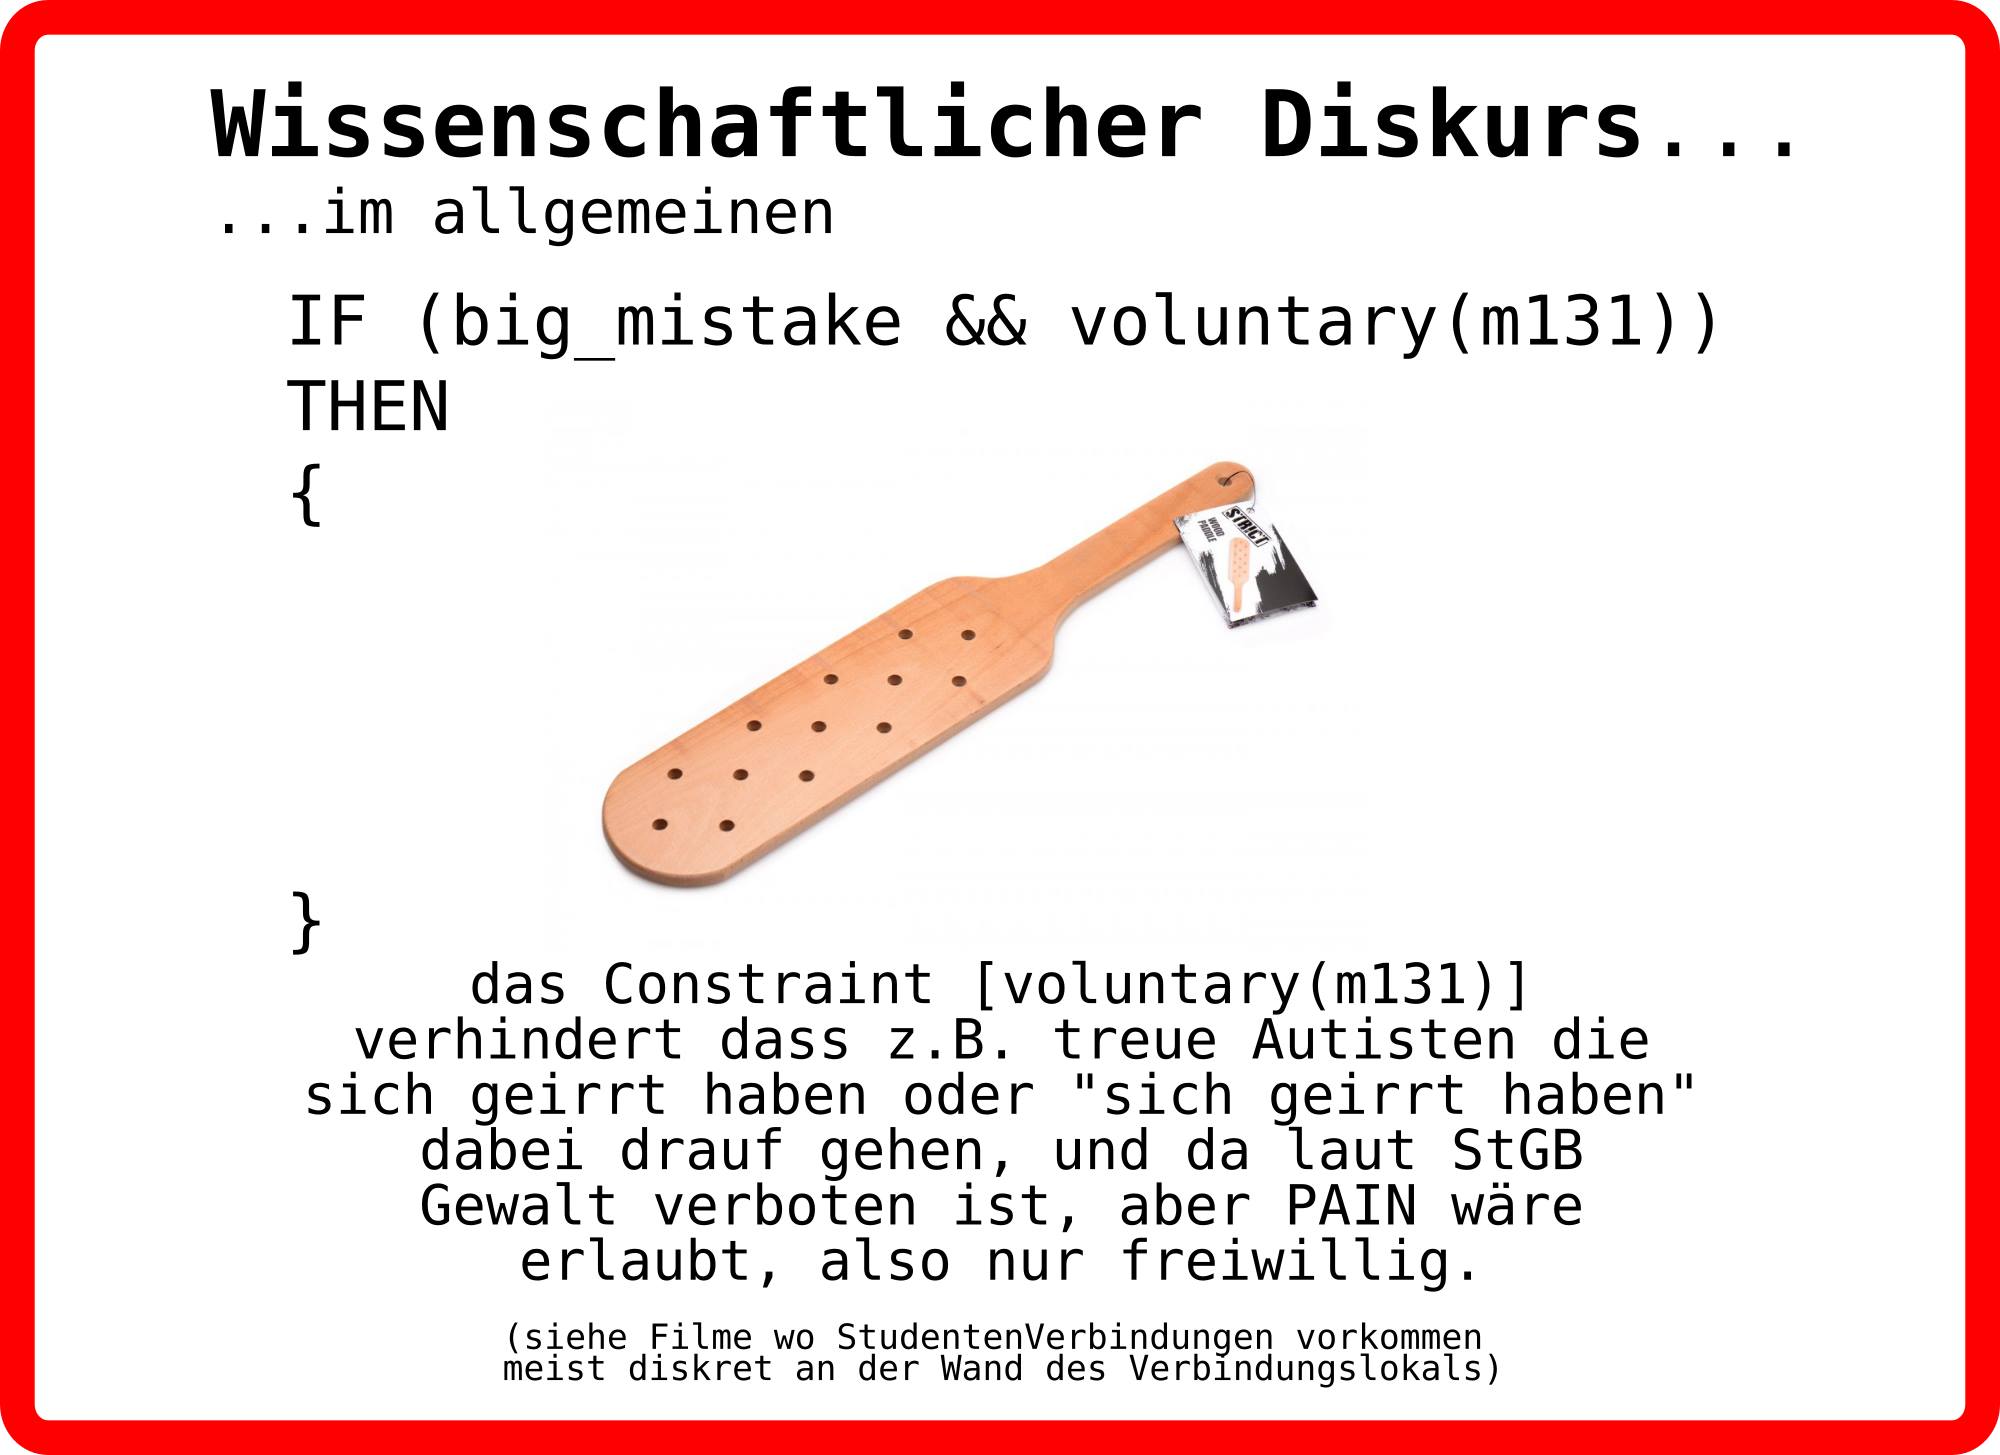 Wissenschaftlicher Diskurs...
...im allgemeinen
IF (big_mistake && voluntary(m131))
THEN
{
STRICT
WOOD
PADDLE
}
das Constraint [voluntary(m131)]
verhindert dass z.B. treue Autisten die
sich geirrt haben oder "sich geirrt haben"
dabei drauf gehen, und da laut StGB
Gewalt verboten ist, aber PAIN wäre
erlaubt, also nur freiwillig.
(siehe Filme wo StudentenVerbindungen vorkommen
meist diskret an der Wand des Verbindungslokals)